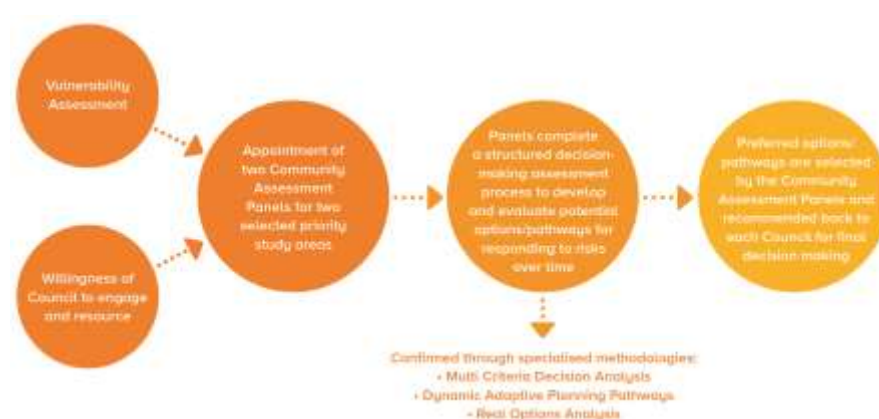 Vulnerability
Assessment
Willingness of
Council to engage
and resource
Appointment of
two Community
Assessment
Panels for two
selected priority
study areas
Panels complete
a structured decision-
making assessment
process to develop
and evaluate potential
options/pathways for
responding to risks
over time
Confirmed through specialised methodologies:
• Multi Criteria Decision Analysis
• Dynamic Adaptive Planning Pathways
• Real Options Analysis
Preferred options/
pathways are selected
by the Community
Assessment Panels and
recommended back to
each Council for final
decision making